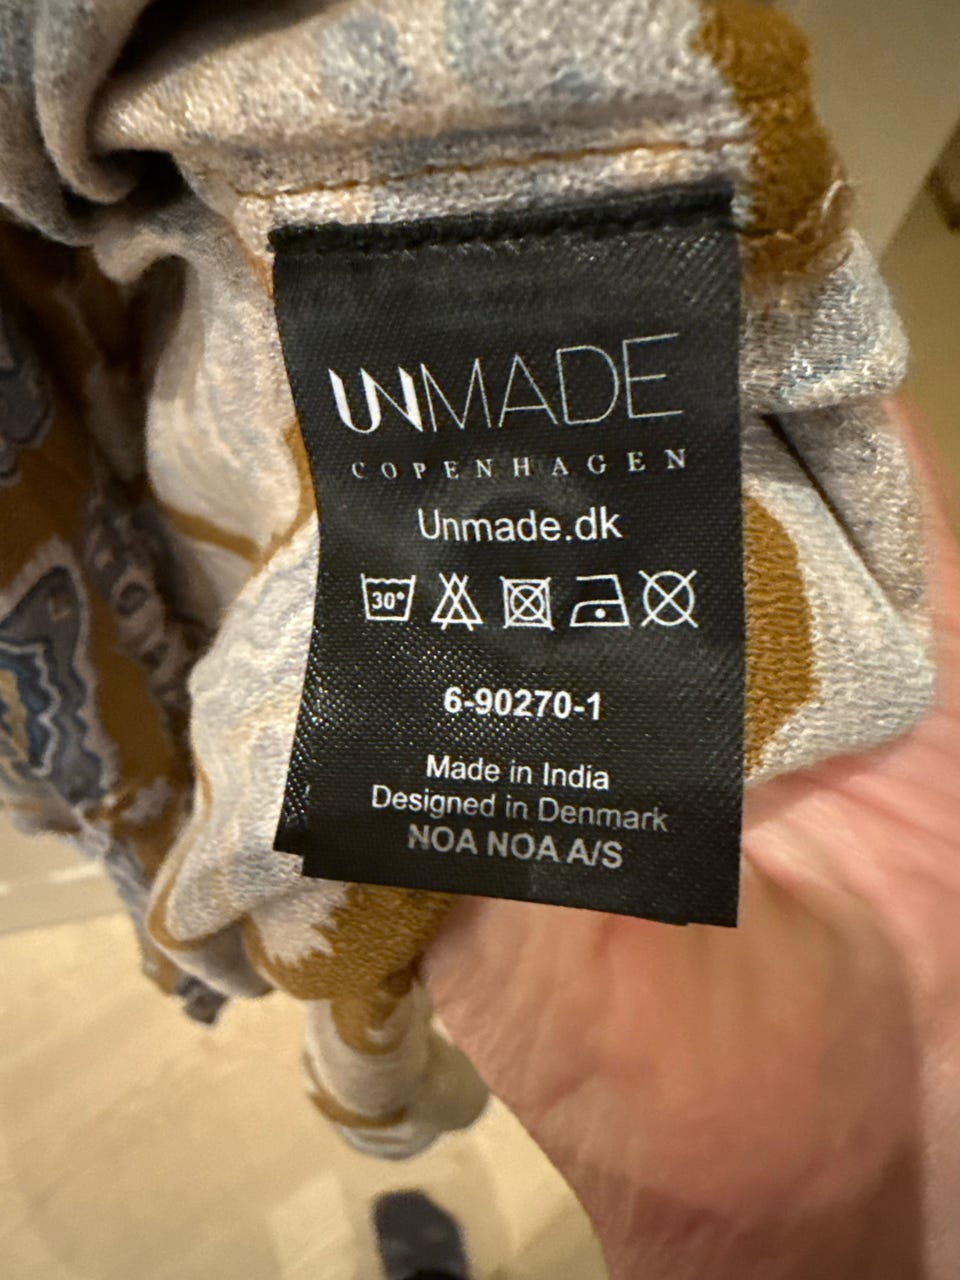 UNMADE
COPENHAGEN
Unmade.dk
30°
6-90270-1
Made in India
Designed in Denmark
NOA NOA A/S